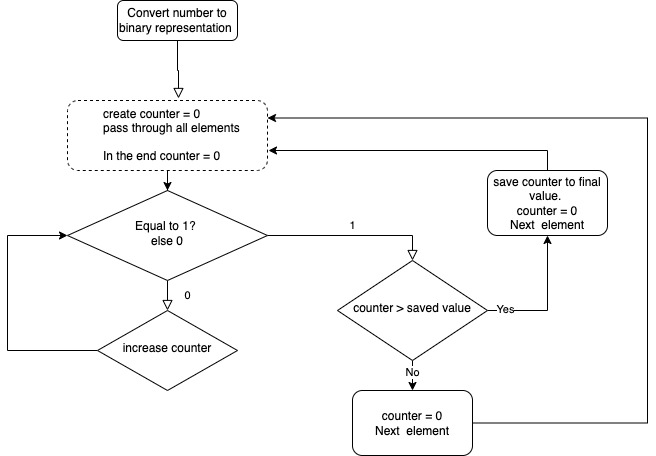 Convert number to
binary representation
create counter = 0
pass through all elements
In the end counter = 0
Equal to 1?
else 0
1
0
increase counter
save counter to final
value.
counter = 0
Next element
counter > saved value
Yes
No
counter = 0
Next element